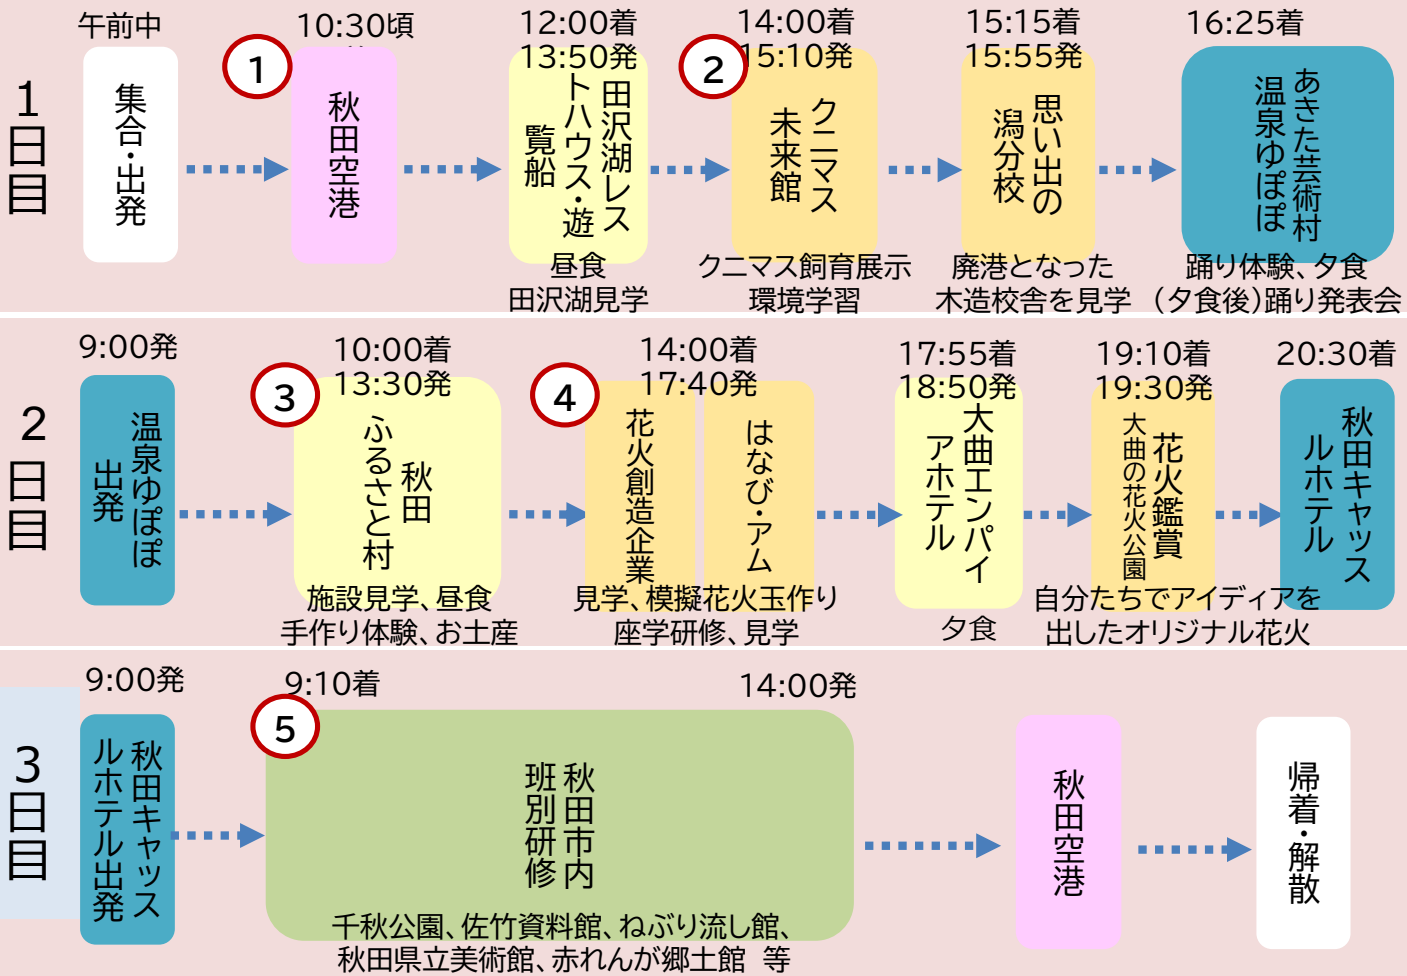 1日目
午前中
集合・出発
1
10:30頃
秋田空港
12:00着
13:50発
田沢湖レス
トハウス・遊
覧船
昼食
田沢湖見学
2
14:00着
15:10発
クニマス
未来館
クニマス飼育展示
環境学習
15:15着
15:55発
思い出の
潟分校
廃港となった
木造校舎を見学
16:25着
あきた芸術村
温泉ゆぽぽ
踊り体験、夕食
(夕食後)踊り発表会
2日目
9:00発
温泉ゆぽぽ
出発
3
10:00着
13:30発
秋田
ふるさと村
施設見学、昼食
手作り体験、お土産
4
14:00着
17:40発
花火創造企業
はなび・アム
見学、模擬花火玉作り
座学研修、見学
17:55着
18:50発
大曲エンパイ
アホテル
夕食
19:10着
19:30発
花火鑑賞
大曲の花火公園
自分たちでアイディアを
出したオリジナル花火
20:30着
秋田キャッス
ルホテル
3日目
9:00発
秋田キャッス
ルホテル出発
5
9:10着
14:00発
秋田市内
班別研修
千秋公園、佐竹資料館、ねぶり流し館、
秋田県立美術館、赤れんが郷土館 等
秋田空港
帰着・解散